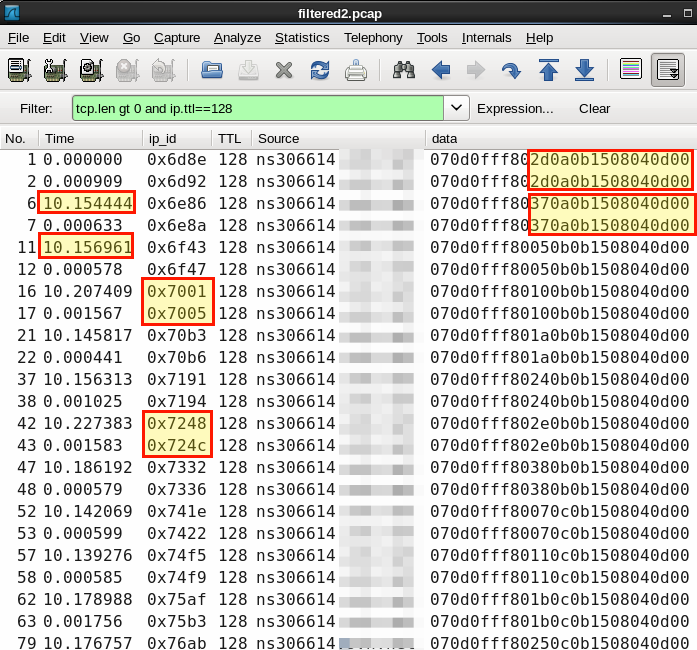 filtered2.pcap
File Edit View Go Capture Analyze Statistics Telephony Tools Internals Help
Filter: tcp.len gt 0 and ip.ttl==128 Expression... Clear
No. Time ip_id TTL Source data
1 0.000000 0x6d8e 128 ns306614 070d0fff802d0a0b1508040d00
2 0.000909 0x6d92 128 ns306614 070d0fff802d0a0b1508040d00
6 10.154444 0x6e86 128 ns306614 070d0fff80370a0b1508040d00
7 0.000633 0x6e8a 128 ns306614 070d0fff80370a0b1508040d00
11 10.156961 0x6f43 128 ns306614 070d0fff80050b0b1508040d00
12 0.000578 0x6f47 128 ns306614 070d0fff80050b0b1508040d00
16 10.207409 0x7001 128 ns306614 070d0fff80100b0b1508040d00
17 0.001567 0x7005 128 ns306614 070d0fff80100b0b1508040d00
21 10.145817 0x70b3 128 ns306614 070d0fff801a0b0b1508040d00
22 0.000441 0x70b6 128 ns306614 070d0fff801a0b0b1508040d00
37 10.156313 0x7191 128 ns306614 070d0fff80240b0b1508040d00
38 0.001025 0x7194 128 ns306614 070d0fff80240b0b1508040d00
42 10.227383 0x7248 128 ns306614 070d0fff802e0b0b1508040d00
43 0.001583 0x724c 128 ns306614 070d0fff802e0b0b1508040d00
47 10.186192 0x7332 128 ns306614 070d0fff80380b0b1508040d00
48 0.000579 0x7336 128 ns306614 070d0fff80380b0b1508040d00
52 10.142069 0x741e 128 ns306614 070d0fff80070c0b1508040d00
53 0.000599 0x7422 128 ns306614 070d0fff80070c0b1508040d00
57 10.139276 0x74f5 128 ns306614 070d0fff80110c0b1508040d00
58 0.000585 0x74f9 128 ns306614 070d0fff80110c0b1508040d00
62 10.178988 0x75af 128 ns306614 070d0fff801b0c0b1508040d00
63 0.001756 0x75b3 128 ns306614 070d0fff801b0c0b1508040d00
79 10.176757 0x76ab 128 ns306614 070d0fff80250c0b1508040d00